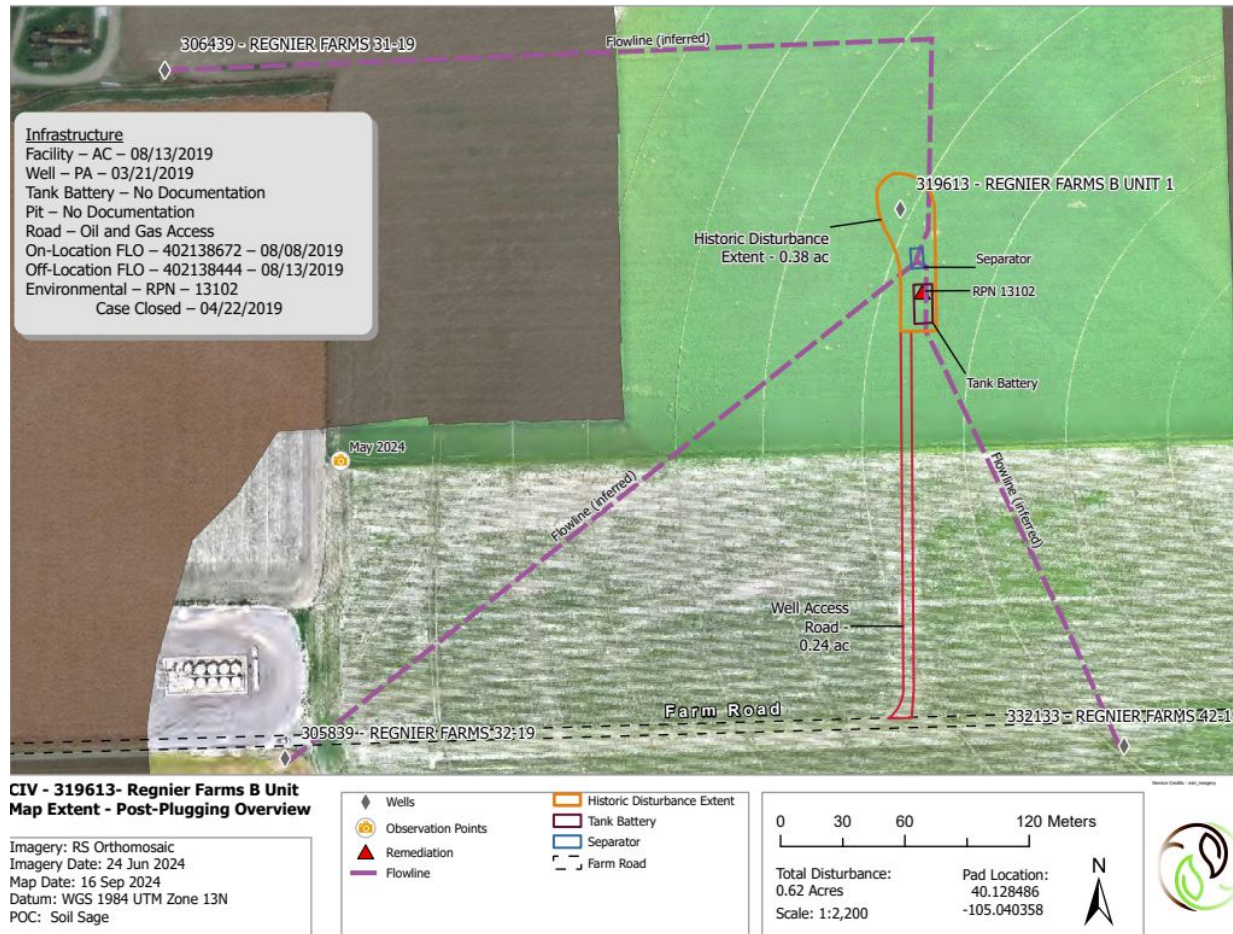 306439 - REGNIER FARMS 31-19
Flowline (inferred)
Infrastructure
Facility – AC – 08/13/2019
Well – PA – 03/21/2019
Tank Battery – No Documentation
Pit – No Documentation
Road – Oil and Gas Access
On-Location FLO – 402138672 – 08/08/2019
Off-Location FLO – 402138444 – 08/13/2019
Environmental – RPN – 13102
Case Closed – 04/22/2019
319613 - REGNIER FARMS B UNIT 1
Historic Disturbance
Extent - 0.38 ac
Separator
RPN 13102
Tank Battery
May 2024
Flowline (inferred)
Flowline (inferred)
Well Access
Road -
0.24 ac
Farm Road
305839-- REGNIER FARMS 32-19
332133 - REGNIER FARMS 42-1
CIV - 319613- Regnier Farms B Unit
Map Extent - Post-Plugging Overview
Imagery: RS Orthomosaic
Imagery Date: 24 Jun 2024
Map Date: 16 Sep 2024
Datum: WGS 1984 UTM Zone 13N
POC: Soil Sage
Wells
Observation Points
Remediation
Flowline
Historic Disturbance Extent
Tank Battery
Separator
Farm Road
0 30 60 120 Meters
Total Disturbance:
0.62 Acres
Scale: 1:2,200
Pad Location:
40.128486
-105.040358
N